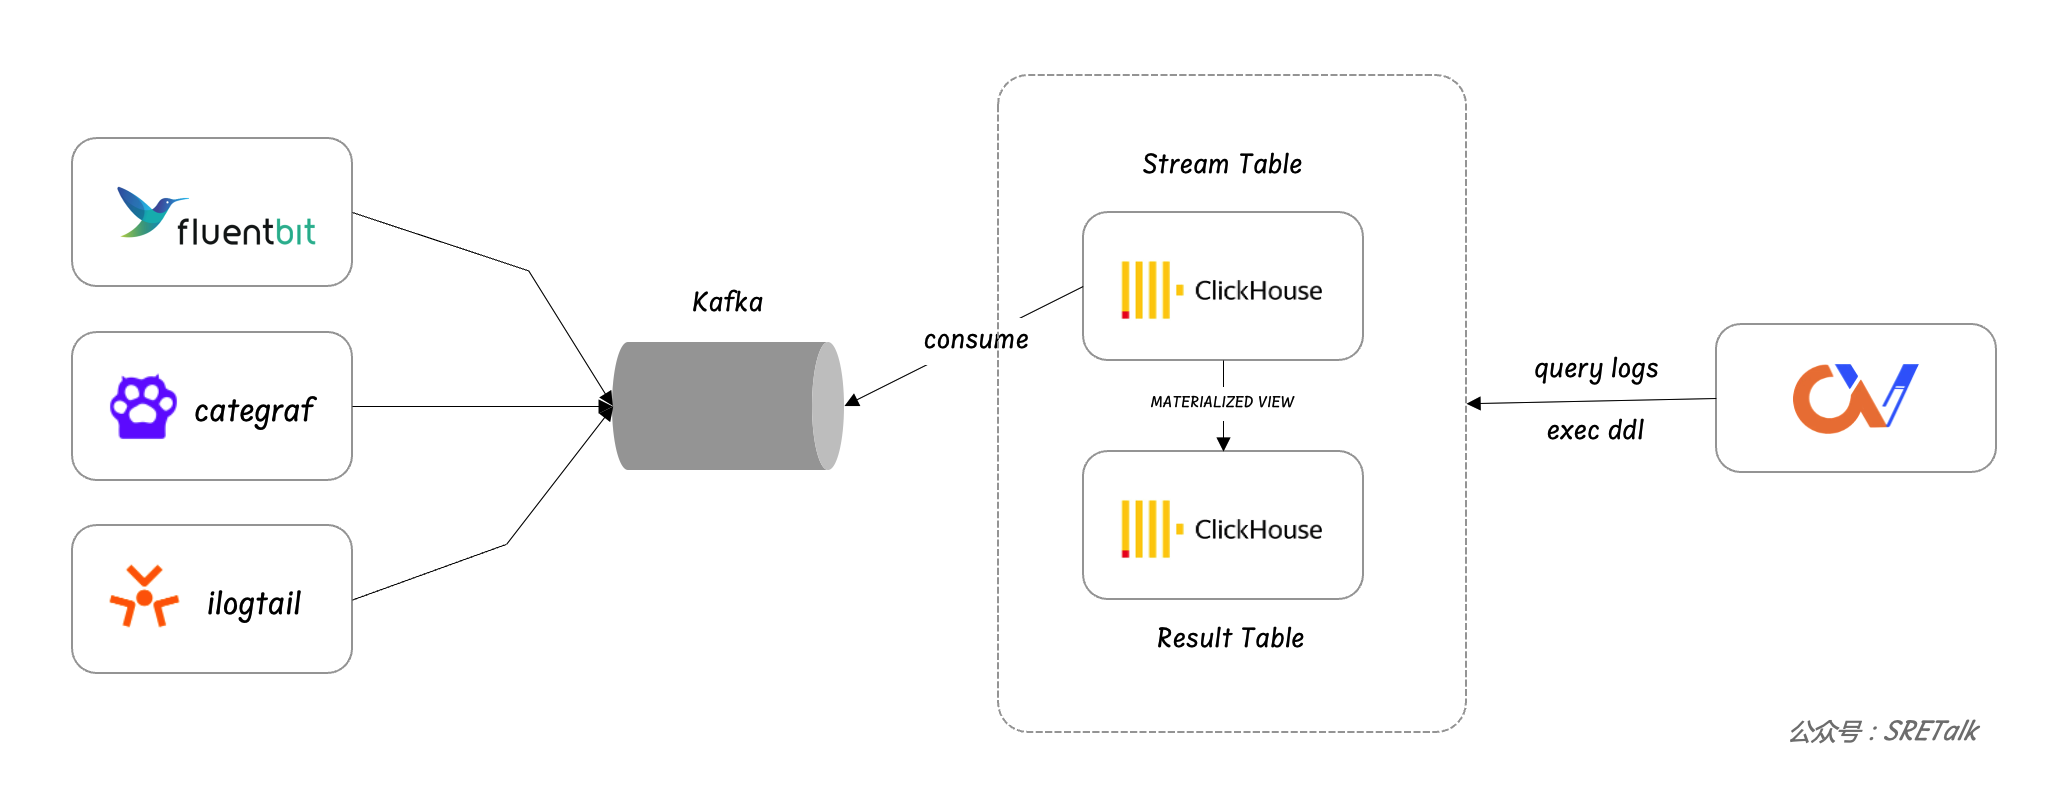 fluentbit
categraf
ilogtail
Kafka
consume
Stream Table
ClickHouse
MATERIALIZED VIEW
ClickHouse
Result Table
query logs
exec ddl
公众号：SRETalk